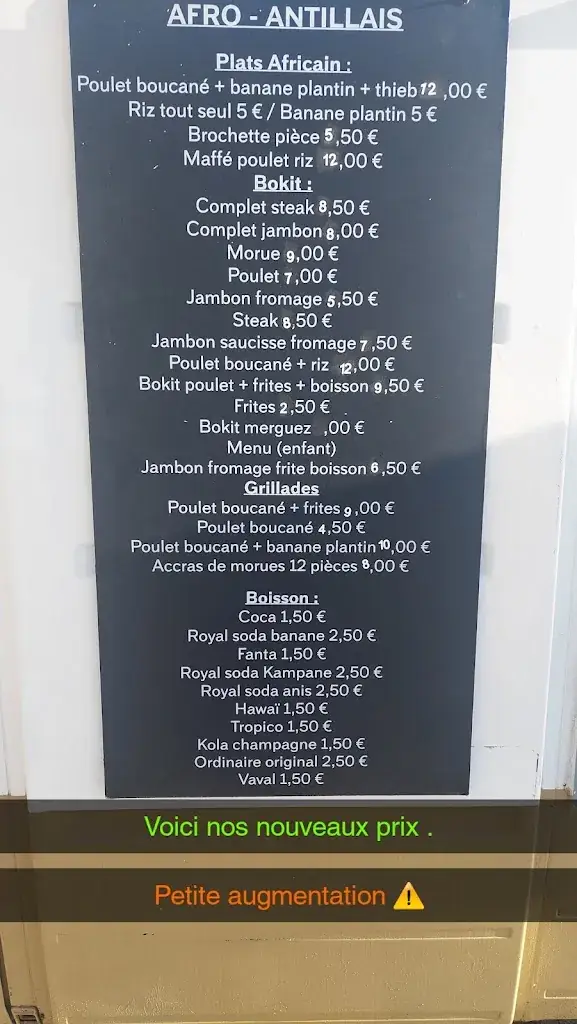 AFRO - ANTILLAIS
Plats Africain :
Poulet boucané + banane plantin + thieb 12 ,00 €
Riz tout seul 5 € / Banane plantin 5 €
Brochette pièce 5,50 €
Maffé poulet riz 12,00 €
Bokit :
Complet steak 8,50 €
Complet jambon 8,00 €
Morue 9,00 €
Poulet 7,00 €
Jambon fromage 5,50 €
Steak 8,50 €
Jambon saucisse fromage 7,50 €
Poulet boucané + riz 12,00 €
Bokit poulet + frites + boisson 9,50 €
Frites 2,50 €
Bokit merguez ,00 €
Menu (enfant)
Jambon fromage frite boisson 6,50 €
Grillades
Poulet boucané + frites 9,00 €
Poulet boucané 4,50 €
Poulet boucané + banane plantin 10,00 €
Accras de morues 12 pièces 8,00 €
Boisson :
Coca 1,50 €
Royal soda banane 2,50 €
Fanta 1,50 €
Royal soda Kampane 2,50 €
Royal soda anis 2,50 €
Hawaï 1,50 €
Tropico 1,50 €
Kola champagne 1,50 €
Ordinaire original 2,50 €
Vaval 1,50 €
Voici nos nouveaux prix .
Petite augmentation ⚠️